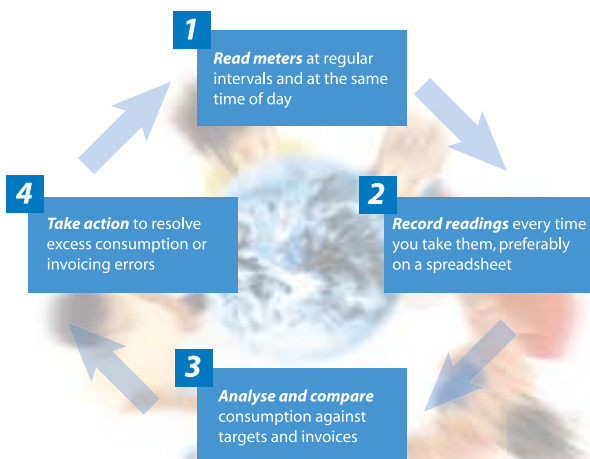 1
Read meters at regular
intervals and at the same
time of day
2
Record readings every time
you take them, preferably
on a spreadsheet
3
Analyse and compare
consumption against
targets and invoices
4
Take action to resolve
excess consumption or
invoicing errors